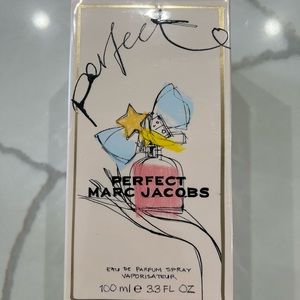 perfect
PERFECT
MARC JACOBS
EAU DE PARFUM SPRAY
VAPORISATEUR
100 ml e 3.3 FL OZ